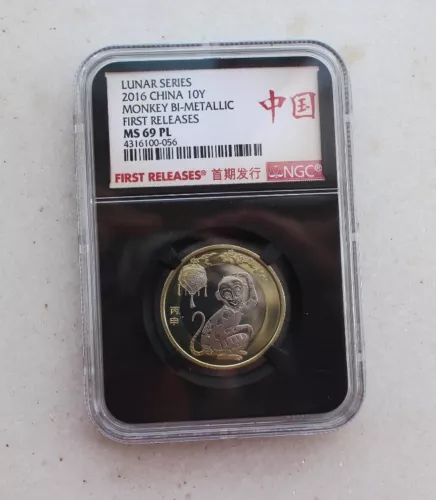 LUNAR SERIES
2016 CHINA 10Y
MONKEY BI-METALLIC
FIRST RELEASES
MS 69 PL
4316100-056
中国
FIRST RELEASES® 首期发行
NGC®
丙申